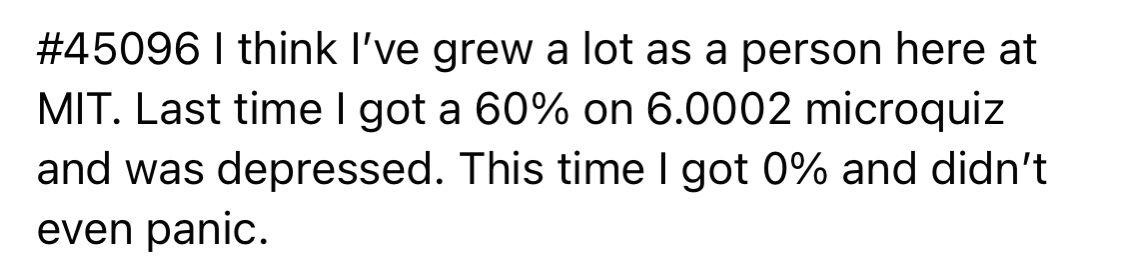 #45096 I think I’ve grew a lot as a person here at
MIT. Last time I got a 60% on 6.0002 microquiz
and was depressed. This time I got 0% and didn’t
even panic.